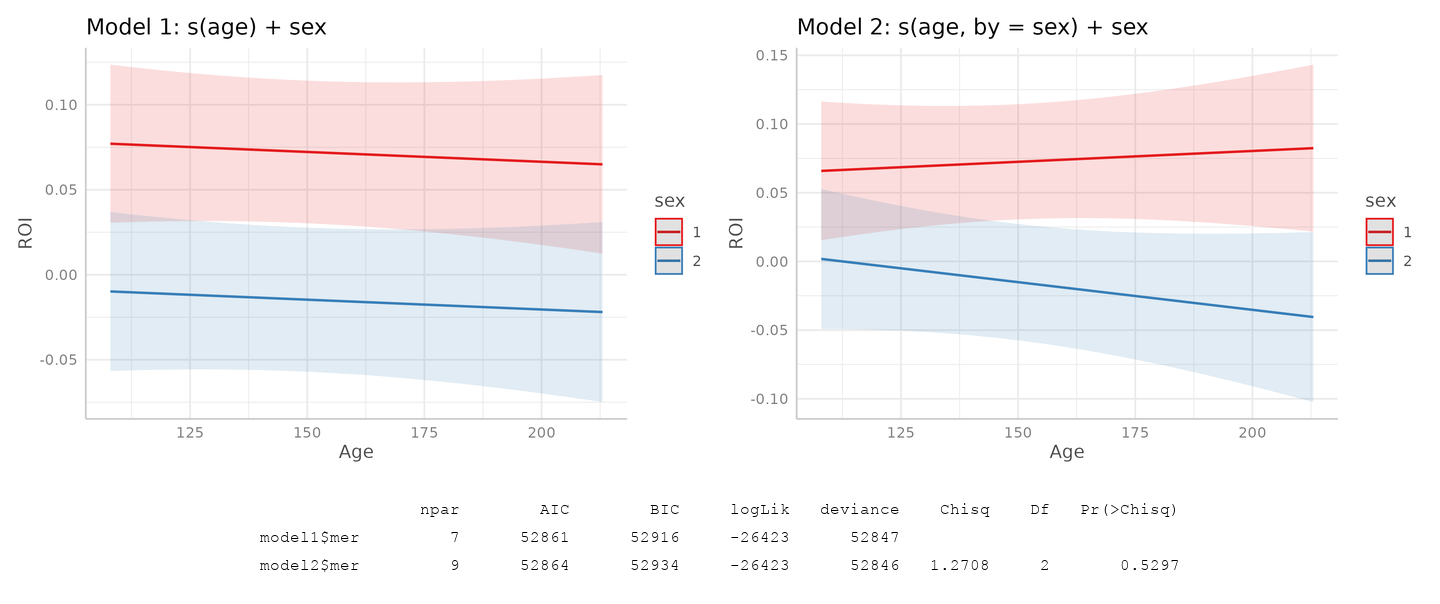 Model 1: s(age) + sex
0.10
0.05
0.00
-0.05
ROI
125 150 175 200
Age
sex
1
2
Model 2: s(age, by = sex) + sex
0.15
0.10
0.05
0.00
-0.05
-0.10
ROI
125 150 175 200
Age
sex
1
2
npar AIC BIC logLik deviance Chisq Df Pr(>Chisq)
model1$mer 7 52861 52916 -26423 52847
model2$mer 9 52864 52934 -26423 52846 1.2708 2 0.5297